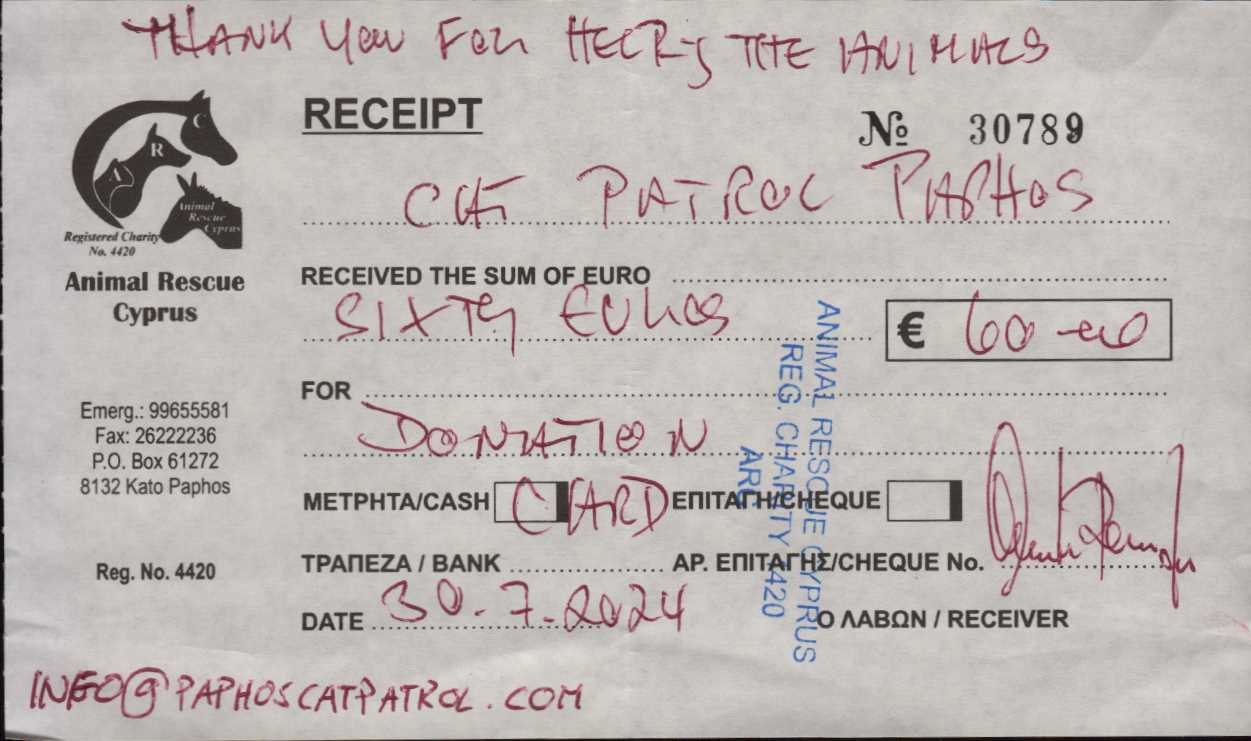 THANK YOU FOR THE ANIMALS
RECEIPT
№ 30789
A R C
Animal
Rescue
Cyprus
Registered Charity
No. 4420
Animal Rescue
Cyprus
CAT PATROL PAPHOS
RECEIVED THE SUM OF EURO
SIXTY EUROS
€ 60-00
FOR
DONATION
Emerg.: 99655581
Fax: 26222236
P.O. Box 61272
8132 Kato Paphos
Reg. No. 4420
ΜΕΤΡΗΤΑ/CASH CARD ΕΠΙΤΑΓΗ/CHEQUE
ΤΡΑΠΕΖΑ / BANK ΑΡ. ΕΠΙΤΑΓΗΣ/CHEQUE No.
DATE 30.7.2024 Ο ΛΑΒΩΝ / RECEIVER
ANIMAL RESCUE CYPRUS
REG. CHARITY 4420
ARC
INFO@PAPHOSCATPATROL.COM